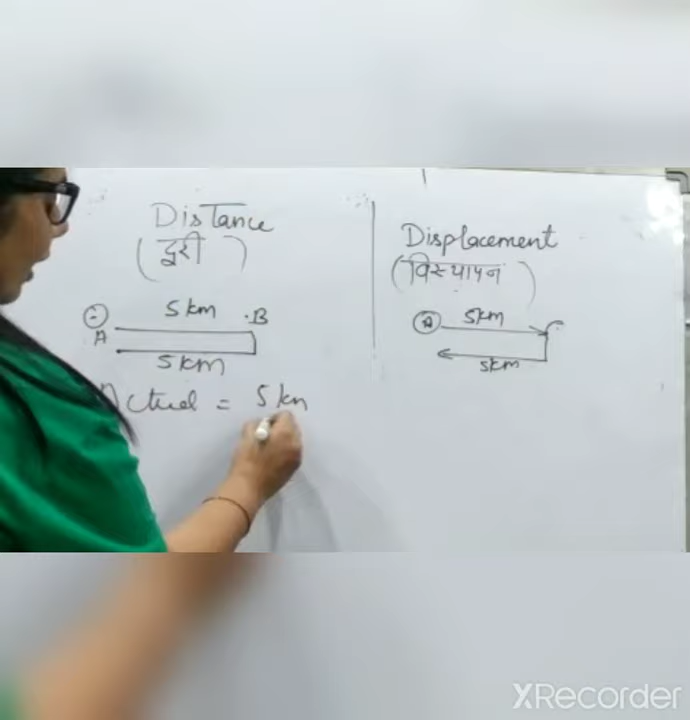 Distance
(दूरी)
5 km
A
.B
5 km
Actual = 5 km
Displacement
(विस्थापन)
A
5km
5km
XRecorder